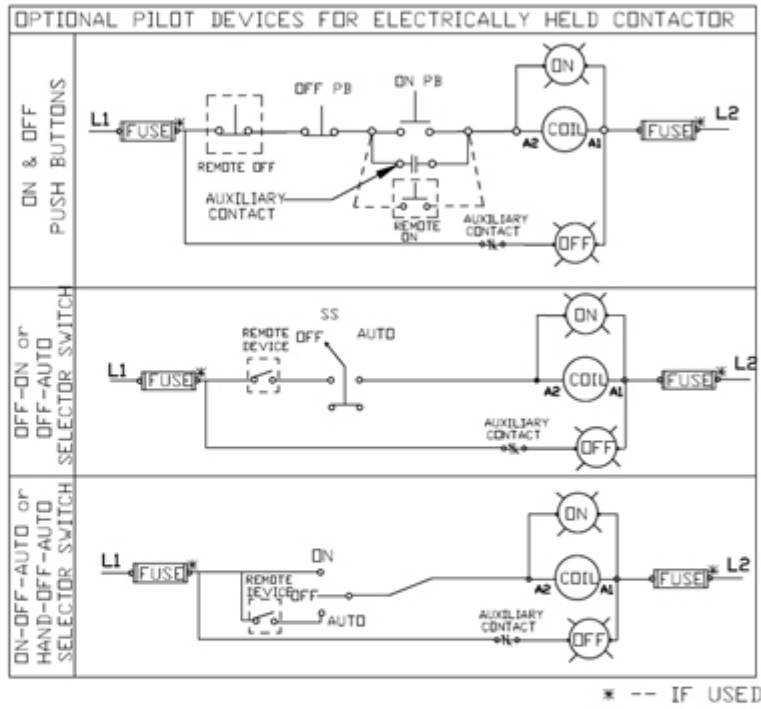 OPTIONAL PILOT DEVICES FOR ELECTRICALLY HELD CONTACTOR
ON & OFF
PUSH BUTTONS
L1
FUSE
*
REMOTE OFF
OFF PB
ON PB
AUXILIARY
CONTACT
REMOTE
ON
AUXILIARY
CONTACT
ON
COIL
A2
A1
OFF
FUSE
*
L2
OFF-ON or
OFF-AUTO
SELECTOR SWITCH
L1
FUSE
*
REMOTE
DEVICE
SS
OFF
AUTO
AUXILIARY
CONTACT
ON
COIL
A2
A1
OFF
FUSE
*
L2
ON-OFF-AUTO or
HAND-OFF-AUTO
SELECTOR SWITCH
L1
FUSE
*
REMOTE
DEVICE
ON
OFF
AUTO
AUXILIARY
CONTACT
ON
COIL
A2
A1
OFF
FUSE
*
L2
* -- IF USED